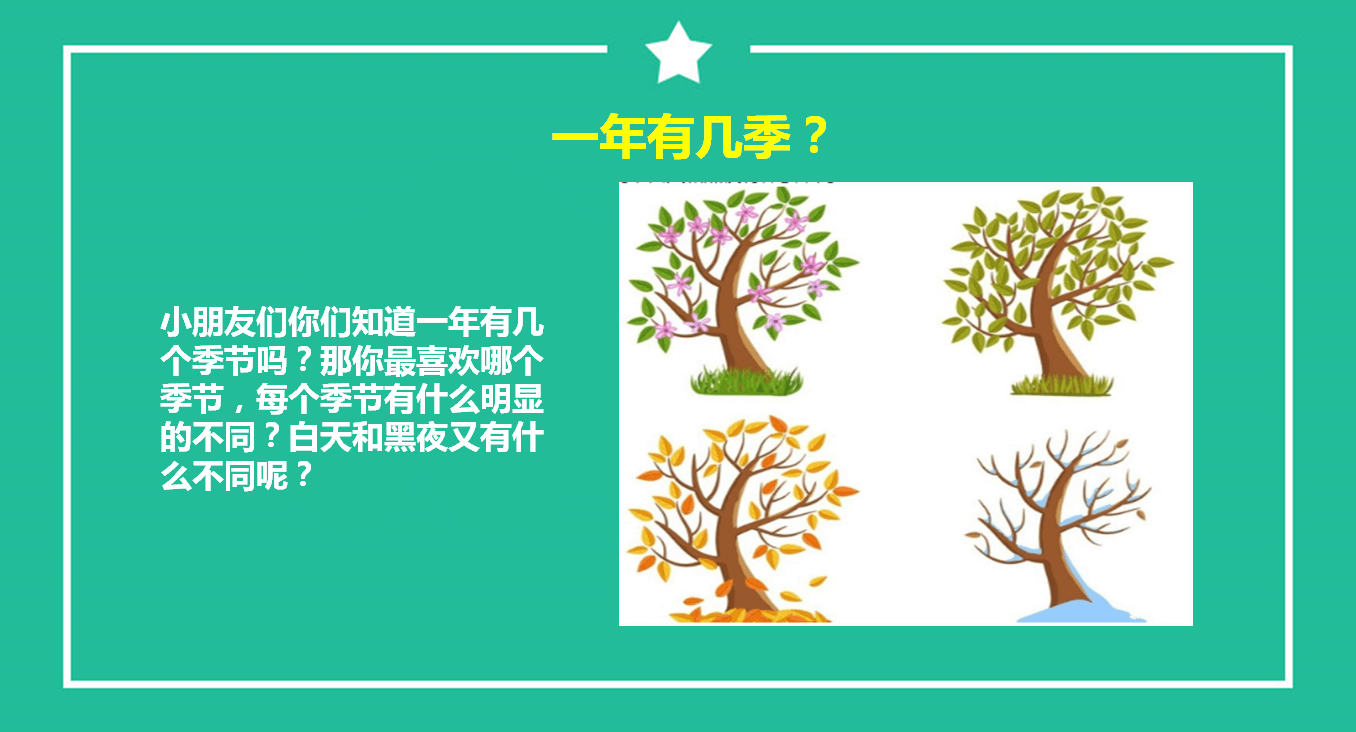 一年有几季？
小朋友们你们知道一年有几
个季节吗？那你最喜欢哪个
季节，每个季节有什么明显
的不同？白天和黑夜又有什
么不同呢？